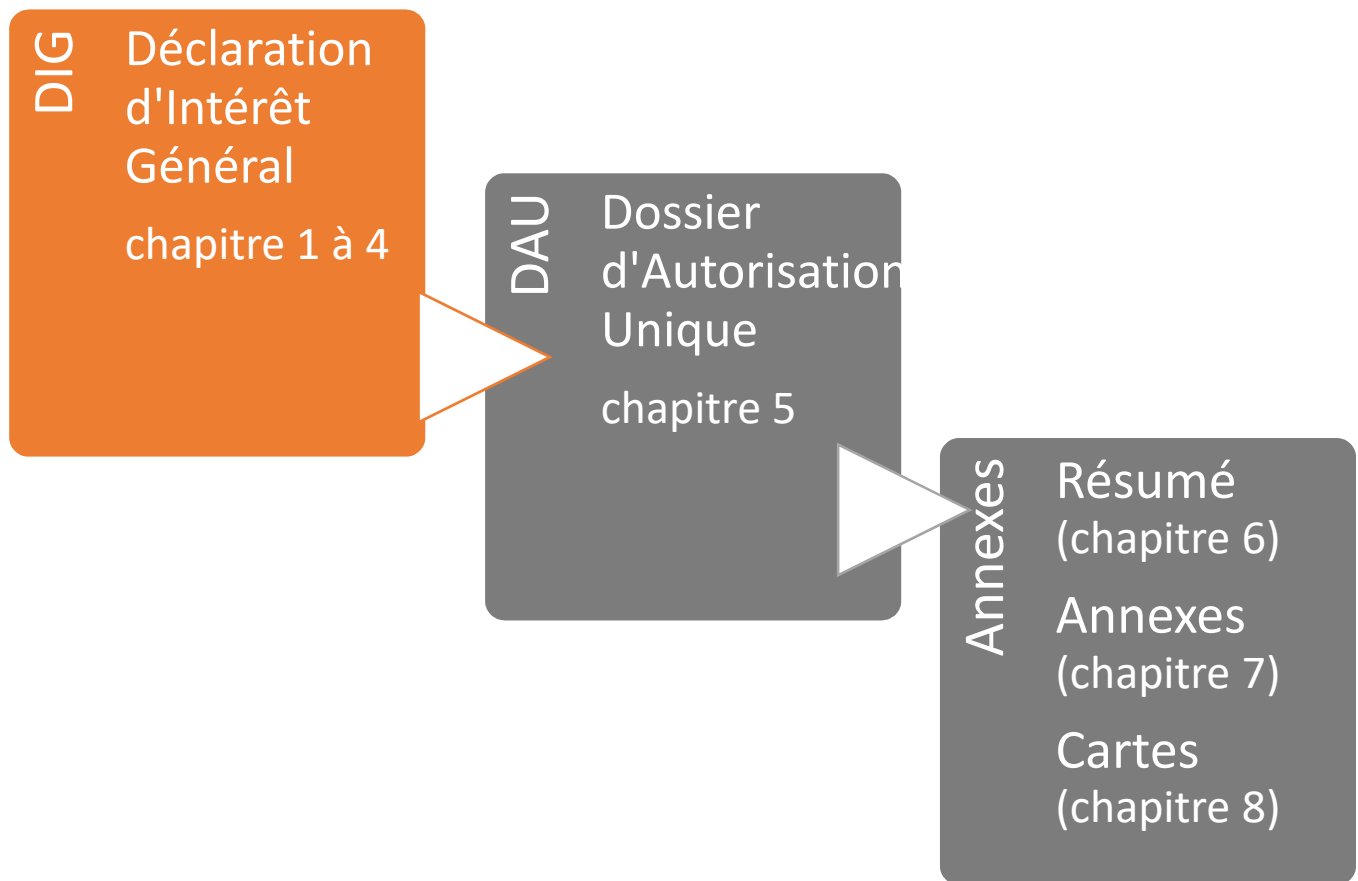 DIG
Déclaration
d'Intérêt
Général
chapitre 1 à 4
DAU
Dossier
d'Autorisation
Unique
chapitre 5
Annexes
Résumé
(chapitre 6)
Annexes
(chapitre 7)
Cartes
(chapitre 8)